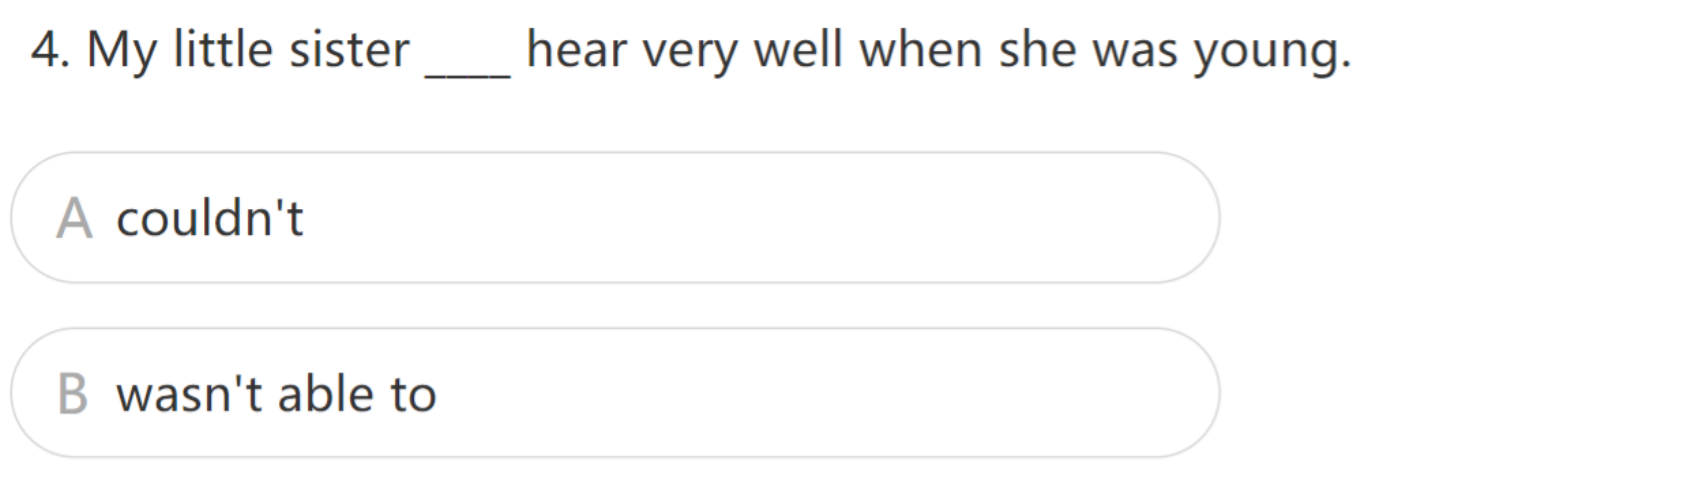 4. My little sister ____ hear very well when she was young.
A couldn't
B wasn't able to